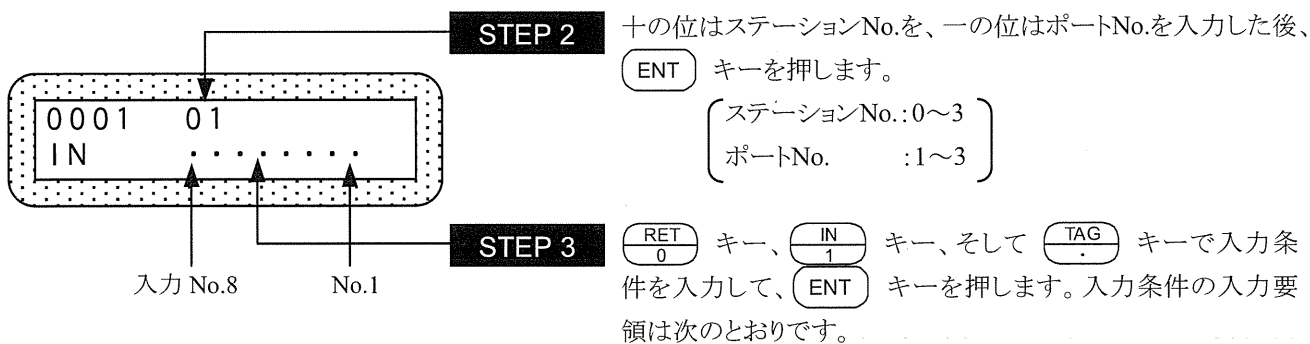 STEP 2
十の位はステーションNo.を、一の位はポートNo.を入力した後、
ENT キーを押します。
ステーションNo.:0〜3
ポートNo. :1〜3
0001 01
IN ........
入力 No.8 No.1
STEP 3
RET 0 キー、 IN 1 キー、そして TAG . キーで入力条
件を入力して、 ENT キーを押します。入力条件の入力要
領は次のとおりです。